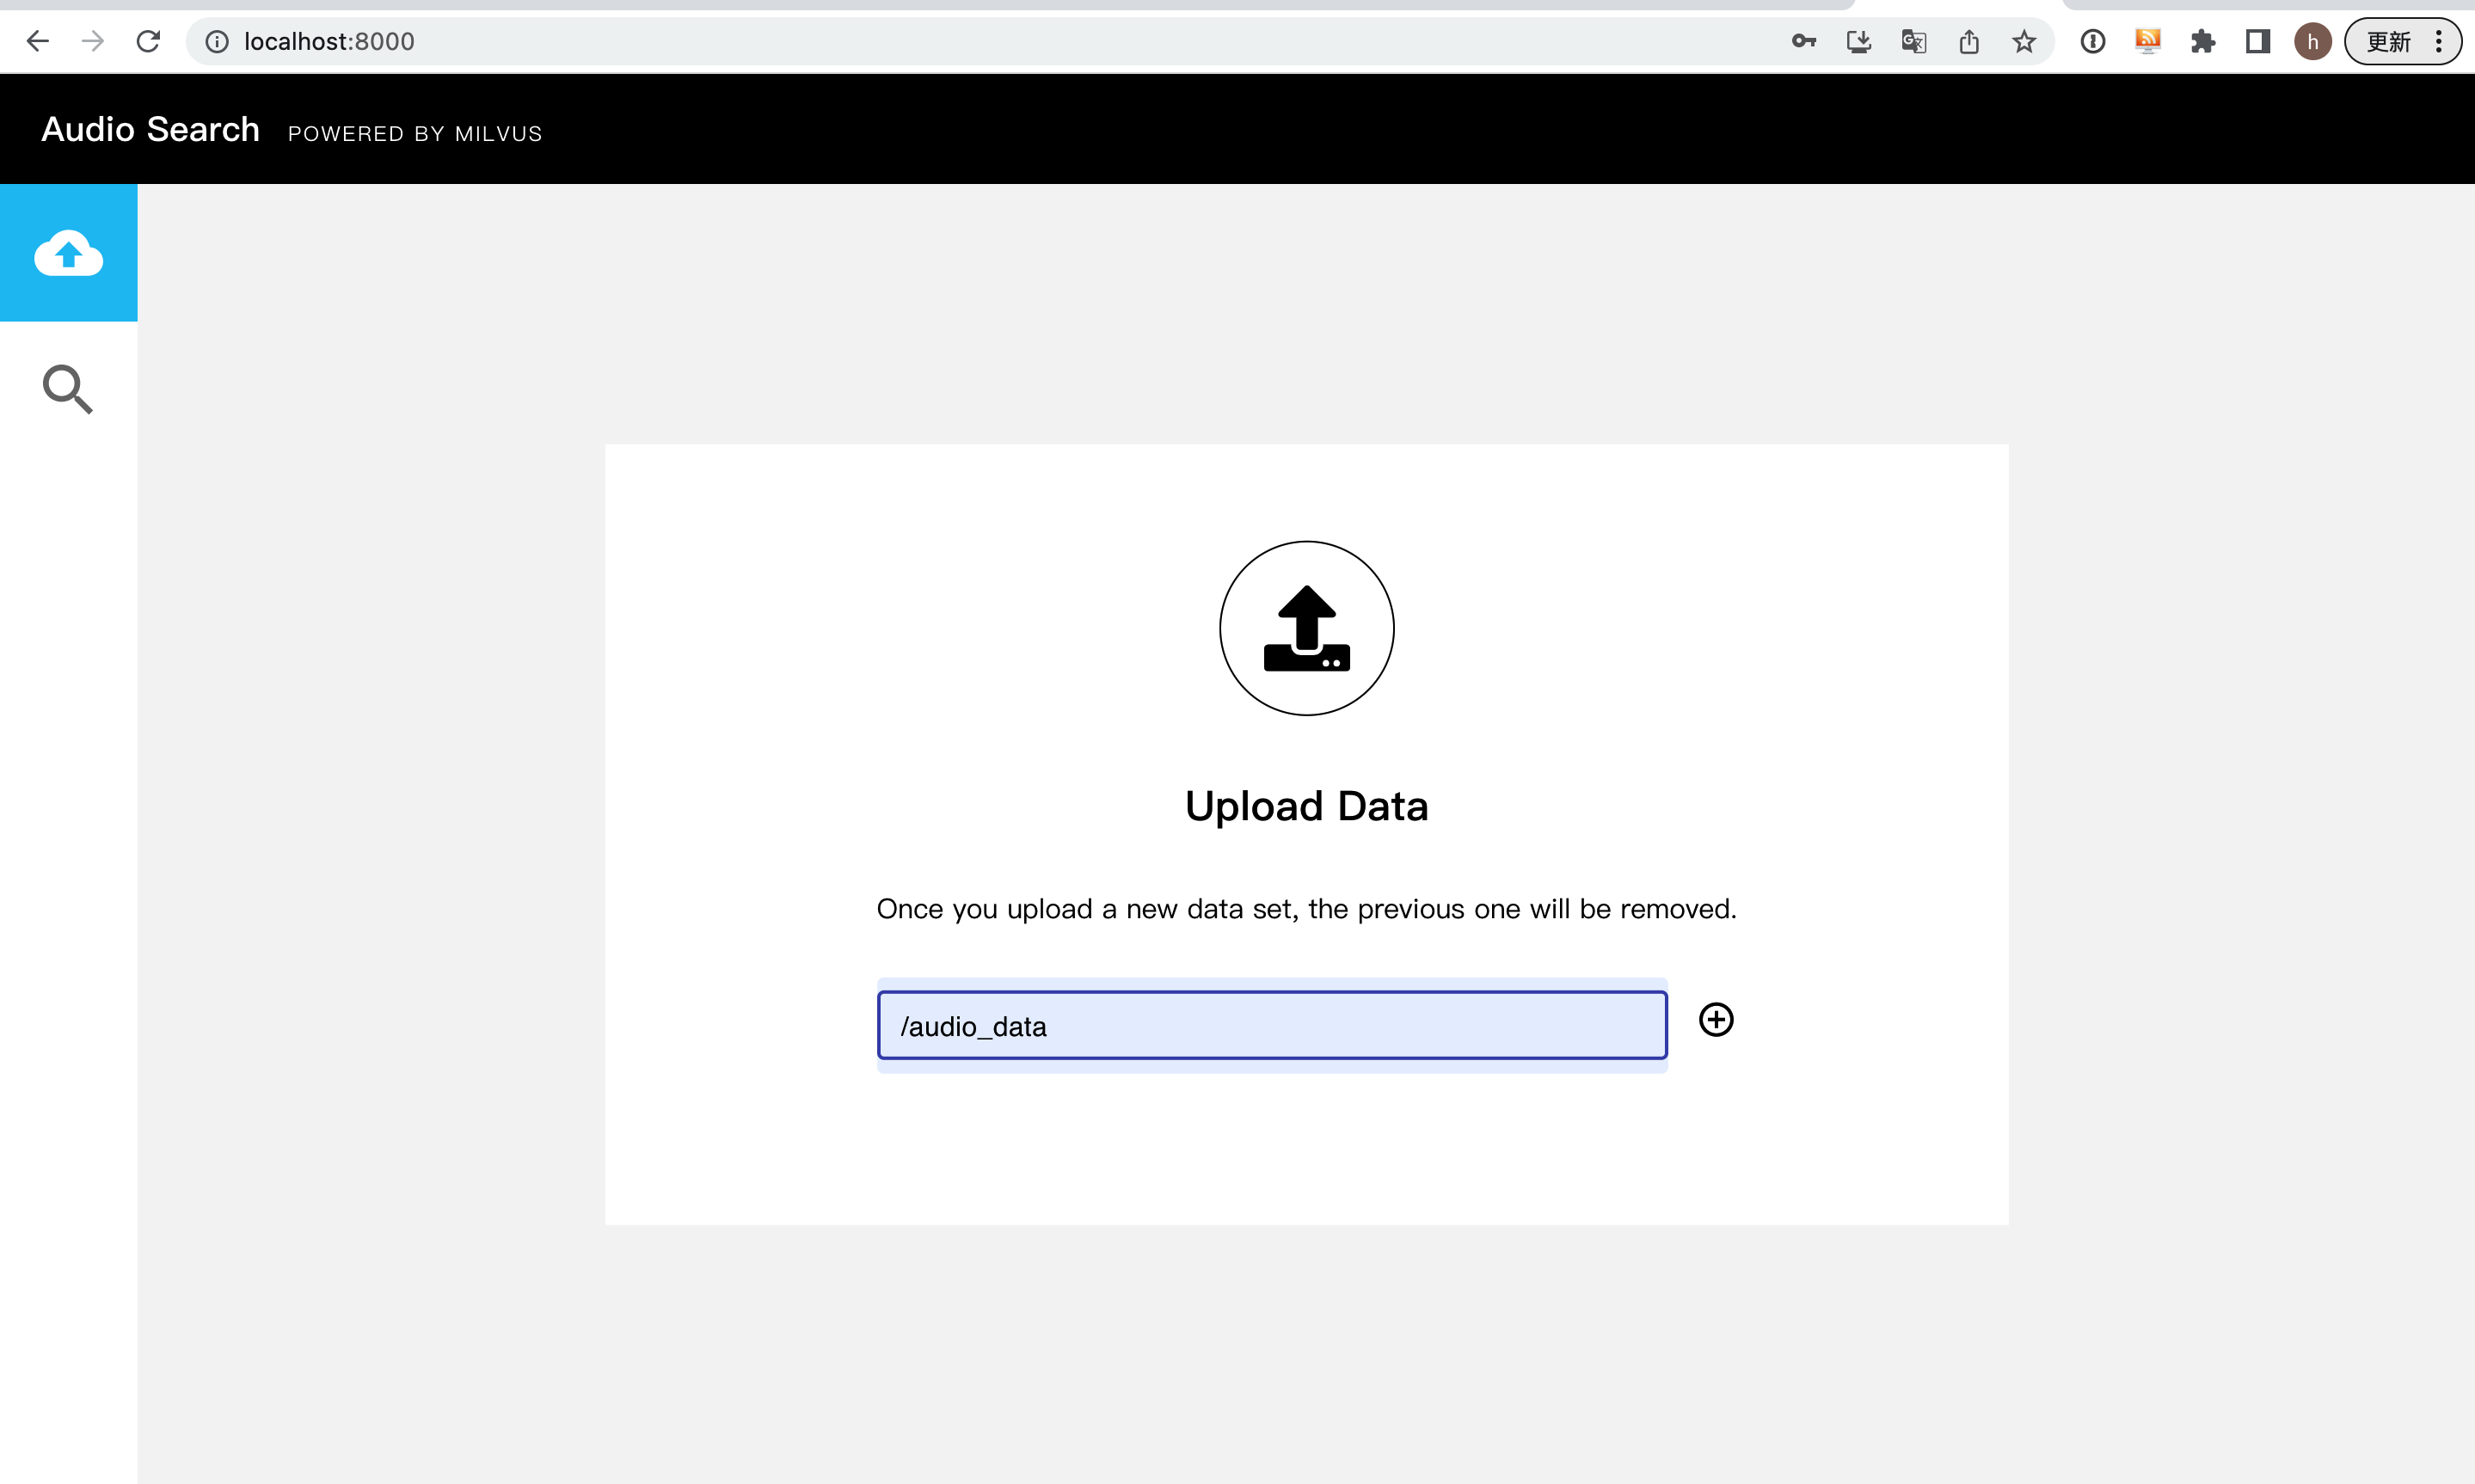 localhost:8000
h
更新
Audio Search POWERED BY MILVUS
Upload Data
Once you upload a new data set, the previous one will be removed.
/audio_data